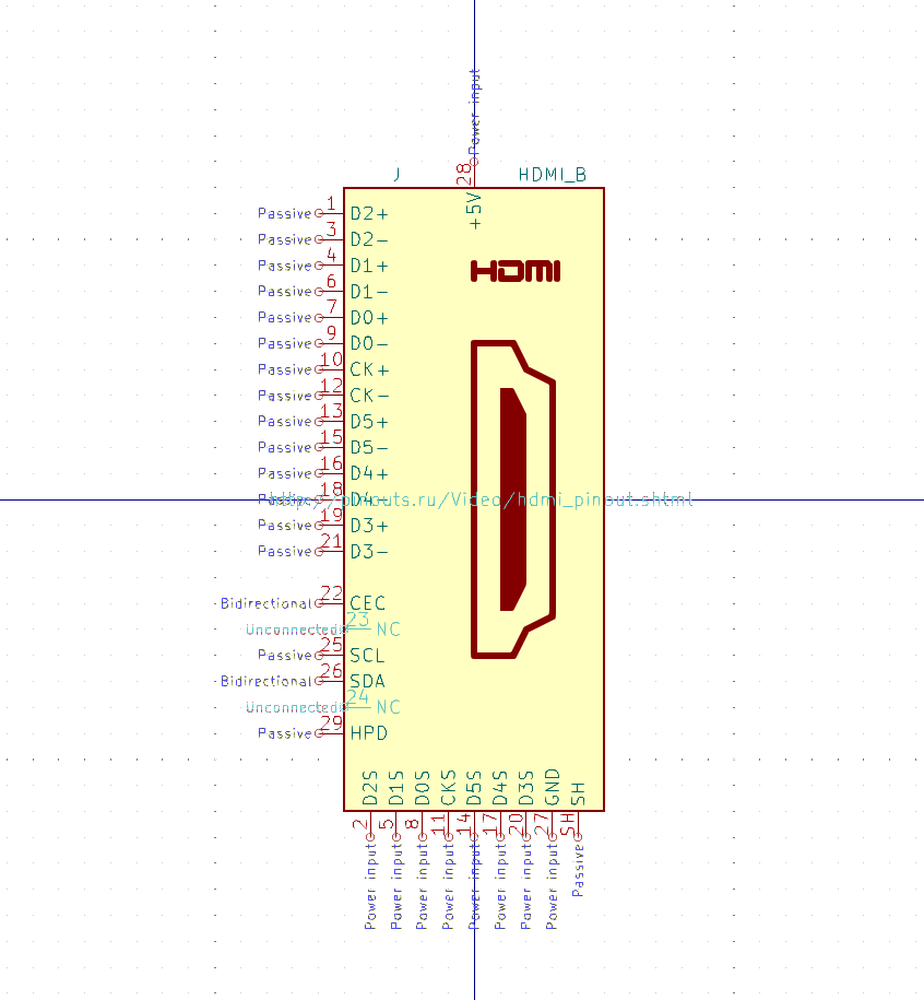 Power input
28
J HDMI_B
+5V
HDMI
Passive 1 D2+
Passive 3 D2-
Passive 4 D1+
Passive 6 D1-
Passive 7 D0+
Passive 9 D0-
Passive 10 CK+
Passive 12 CK-
Passive 13 D5+
Passive 15 D5-
Passive 16 D4+
Passive 18 D4-
http://pinouts.ru/Video/hdmi_pinout.shtml
Passive 19 D3+
Passive 21 D3-
Bidirectional 22 CEC
Unconnected 23 NC
Passive 25 SCL
Bidirectional 26 SDA
Unconnected 24 NC
Passive 29 HPD
D2S D1S D0S CKS D5S D4S D3S GND SH
2 5 8 11 14 17 20 27 SH
Power input Power input Power input Power input Power input Power input Power input Power input Passive